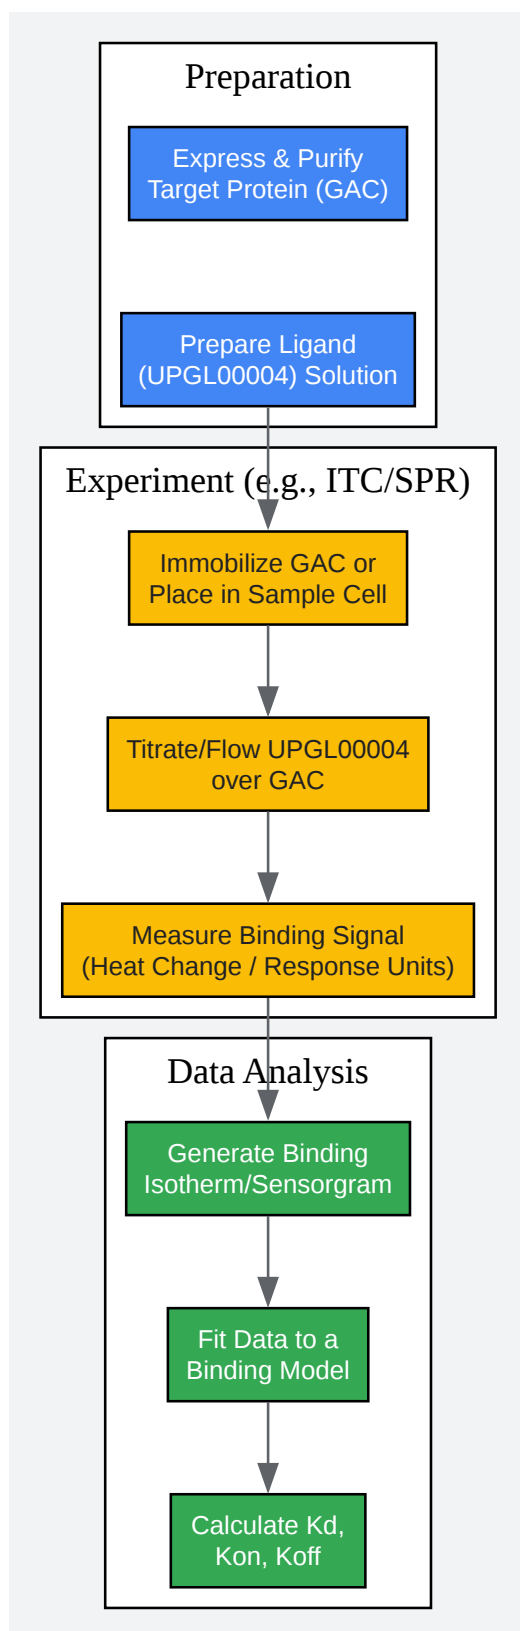 Preparation
Express & Purify
Target Protein (GAC)
Prepare Ligand
(UPGL00004) Solution
Experiment (e.g., ITC/SPR)
Immobilize GAC or
Place in Sample Cell
Titrate/Flow UPGL00004
over GAC
Measure Binding Signal
(Heat Change / Response Units)
Data Analysis
Generate Binding
Isotherm/Sensorgram
Fit Data to a
Binding Model
Calculate Kd,
Kon, Koff